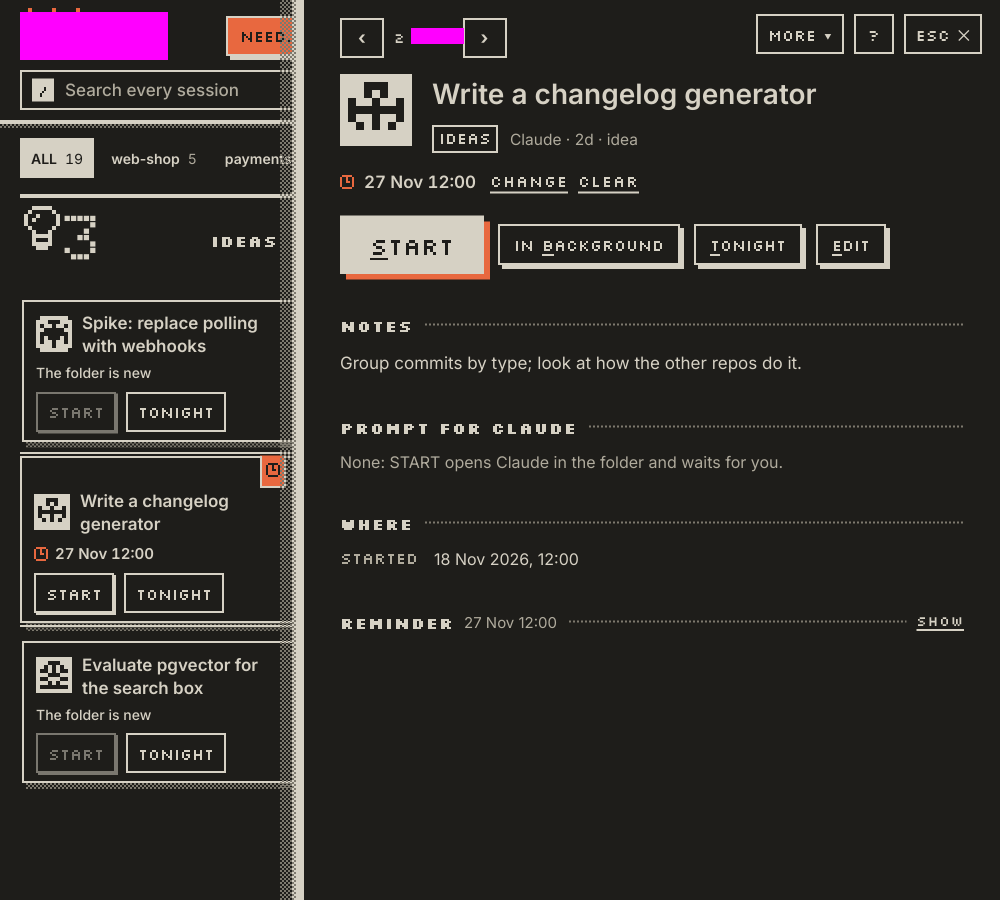 NEED.
‹ 2 ›
MORE ▾ ? ESC ✕
/ Search every session
ALL 19 web-shop 5 payments
3 IDEAS
Spike: replace polling
with webhooks
The folder is new
START TONIGHT
Write a changelog
generator
27 Nov 12:00
START TONIGHT
Evaluate pgvector for
the search box
The folder is new
START TONIGHT
Write a changelog generator
IDEAS Claude · 2d · idea
27 Nov 12:00 CHANGE CLEAR
START IN BACKGROUND TONIGHT EDIT
NOTES
Group commits by type; look at how the other repos do it.
PROMPT FOR CLAUDE
None: START opens Claude in the folder and waits for you.
WHERE
STARTED 18 Nov 2026, 12:00
REMINDER 27 Nov 12:00 SHOW